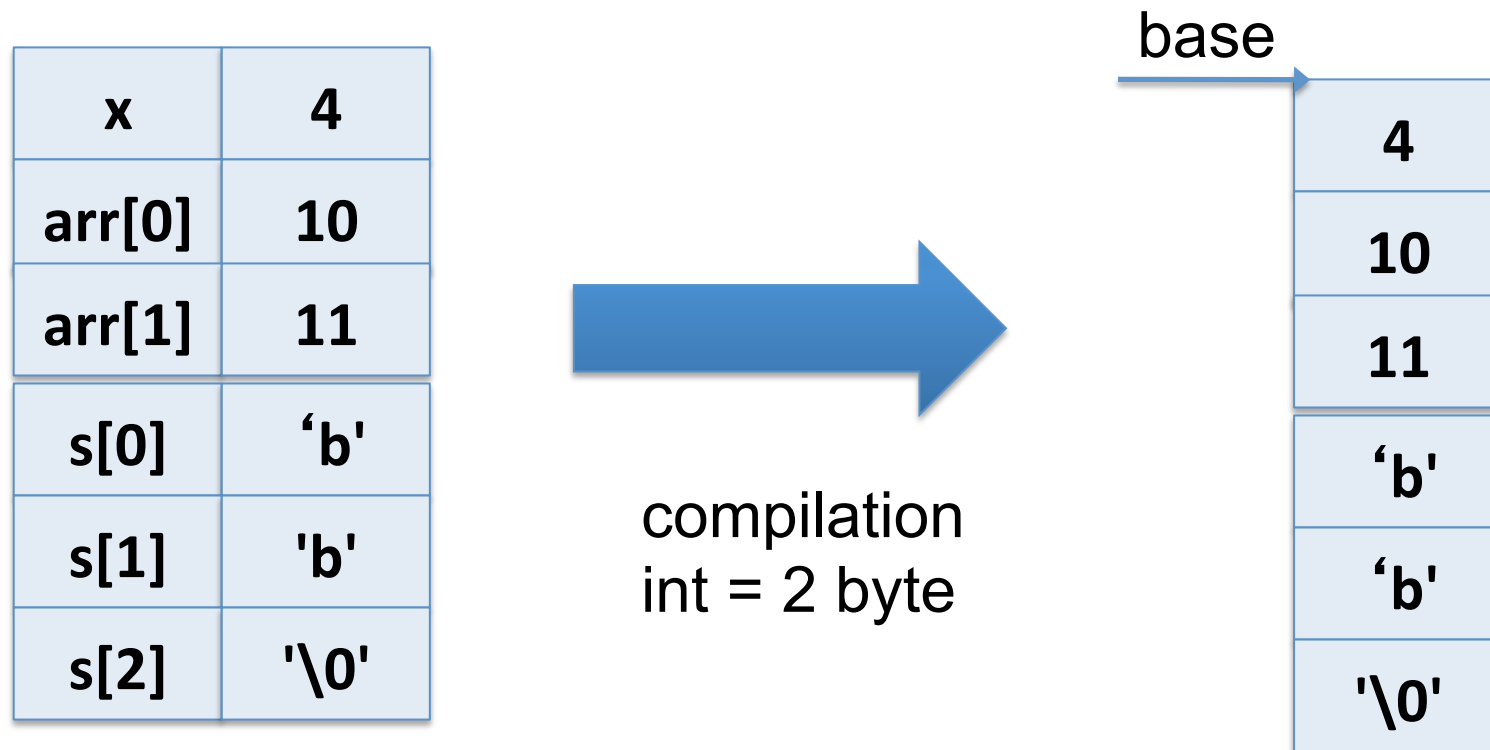 base
x 4
arr[0] 10
arr[1] 11
s[0] ‘b'
s[1] 'b'
s[2] '\0'
compilation
int = 2 byte
4
10
11
‘b'
‘b'
'\0'